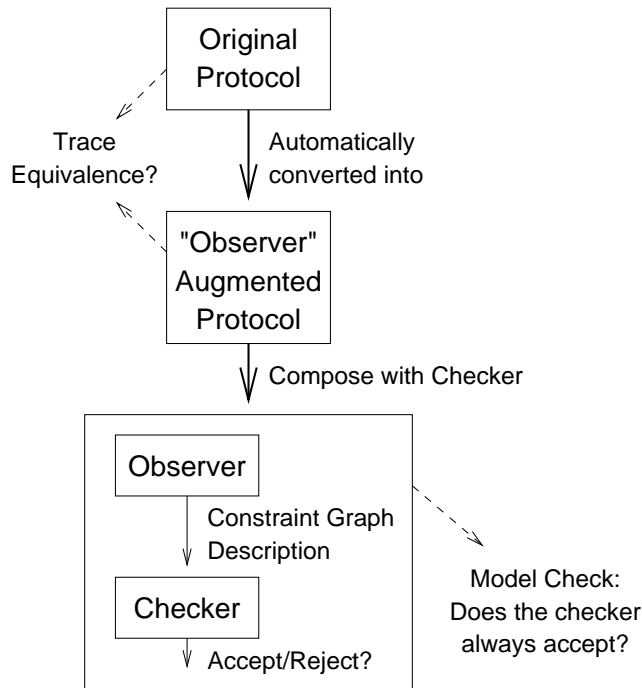 Original
Protocol
Trace
Equivalence?
Automatically
converted into
"Observer"
Augmented
Protocol
Compose with Checker
Observer
Constraint Graph
Description
Checker
Accept/Reject?
Model Check:
Does the checker
always accept?